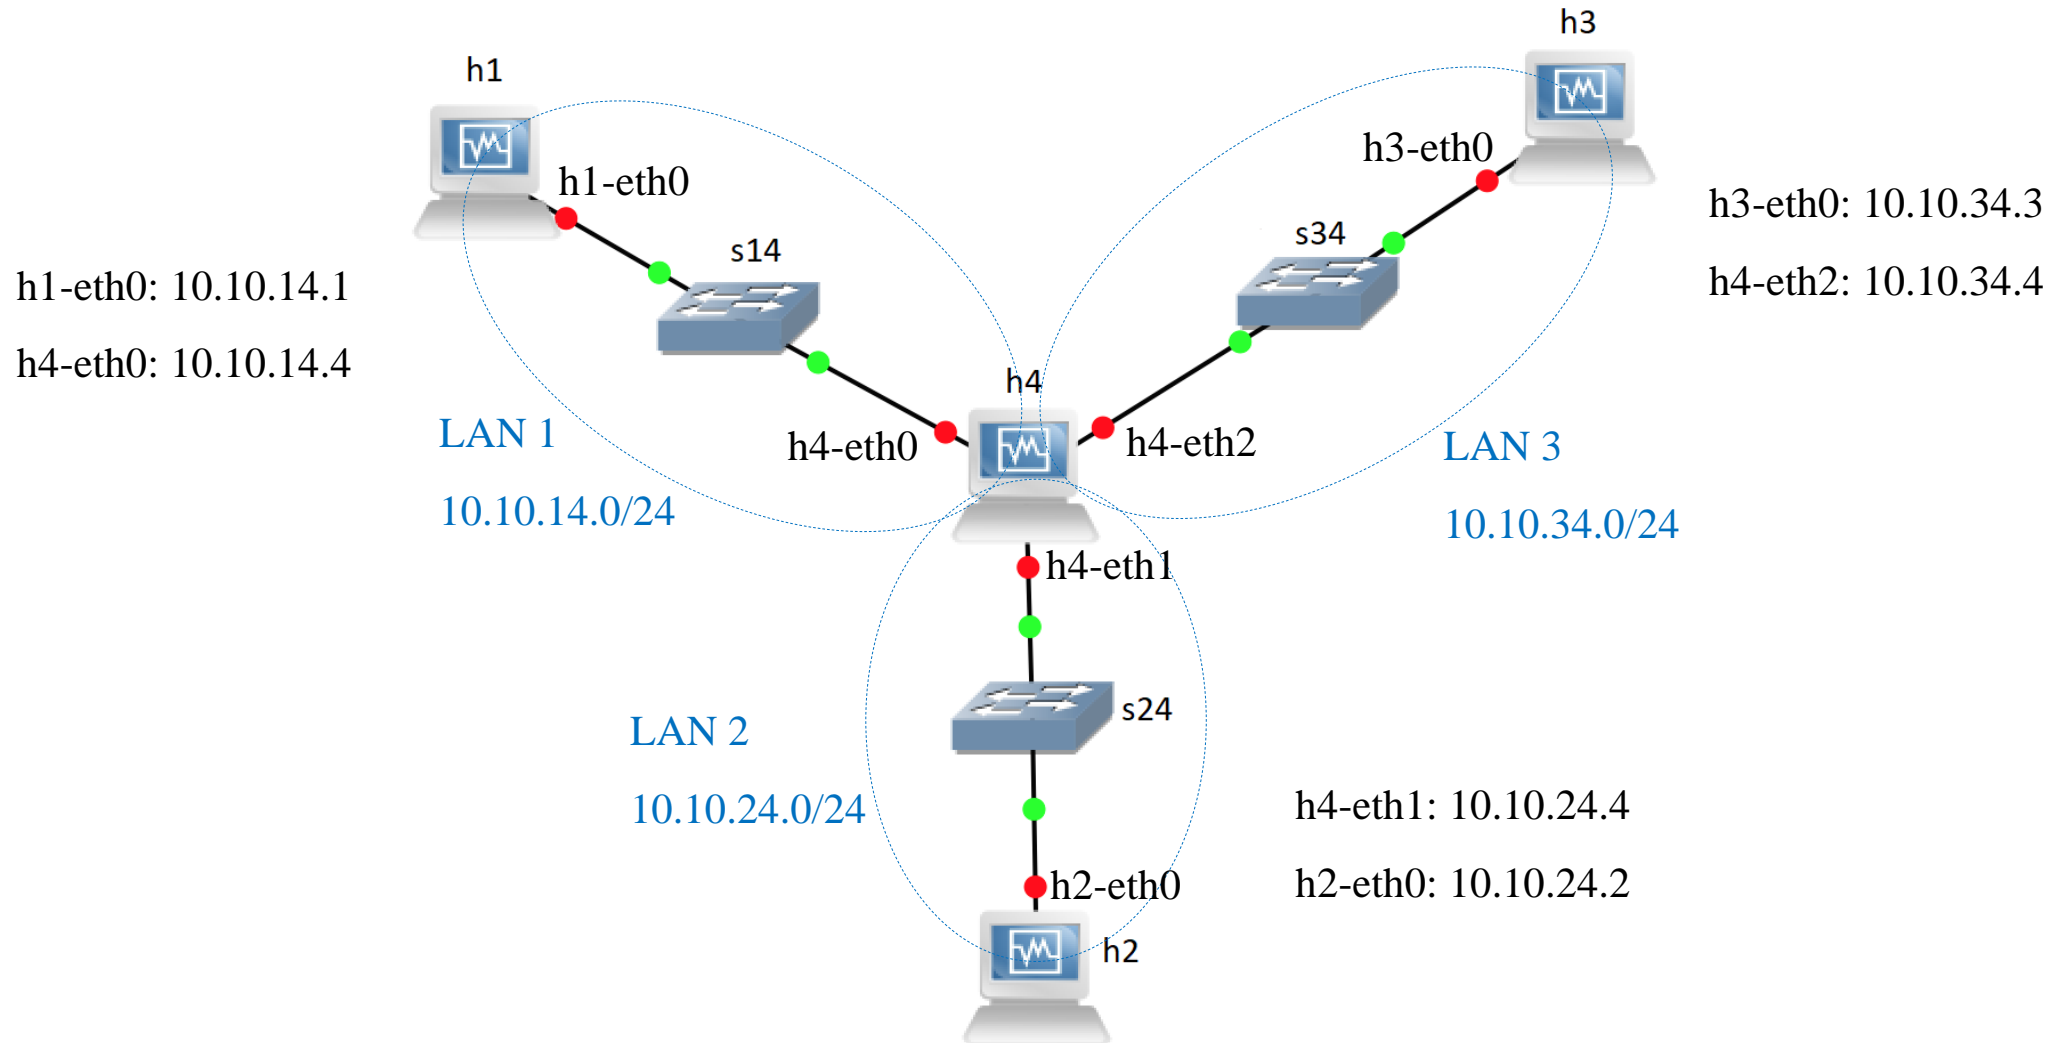 h3
h1
h3-eth0
h1-eth0
h3-eth0: 10.10.34.3
s34
s14
h1-eth0: 10.10.14.1
h4-eth2: 10.10.34.4
h4-eth0: 10.10.14.4
h4
LAN 1
h4-eth0
h4-eth2
LAN 3
10.10.14.0/24
10.10.34.0/24
h4-eth1
s24
LAN 2
10.10.24.0/24
h4-eth1: 10.10.24.4
h2-eth0
h2-eth0: 10.10.24.2
h2